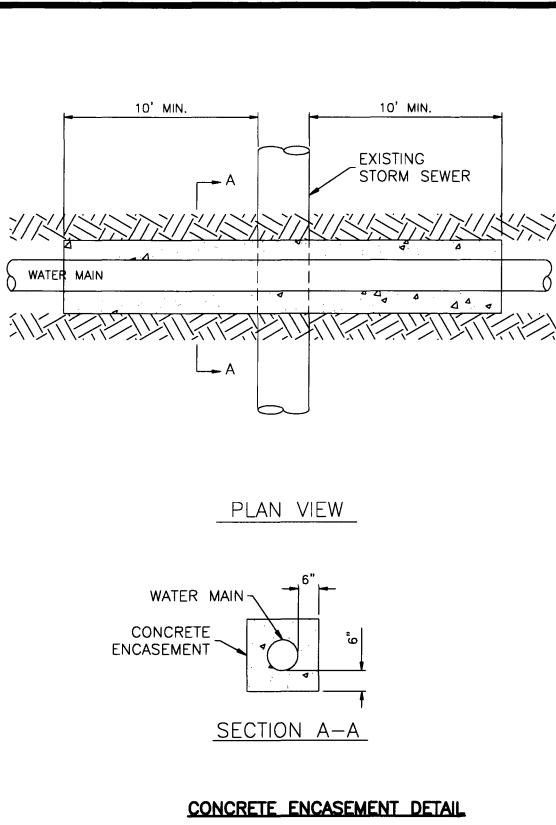 10' MIN.
10' MIN.
EXISTING
STORM SEWER
A
WATER MAIN
A
PLAN VIEW
6"
WATER MAIN
CONCRETE
ENCASEMENT
6"
SECTION A-A
CONCRETE ENCASEMENT DETAIL